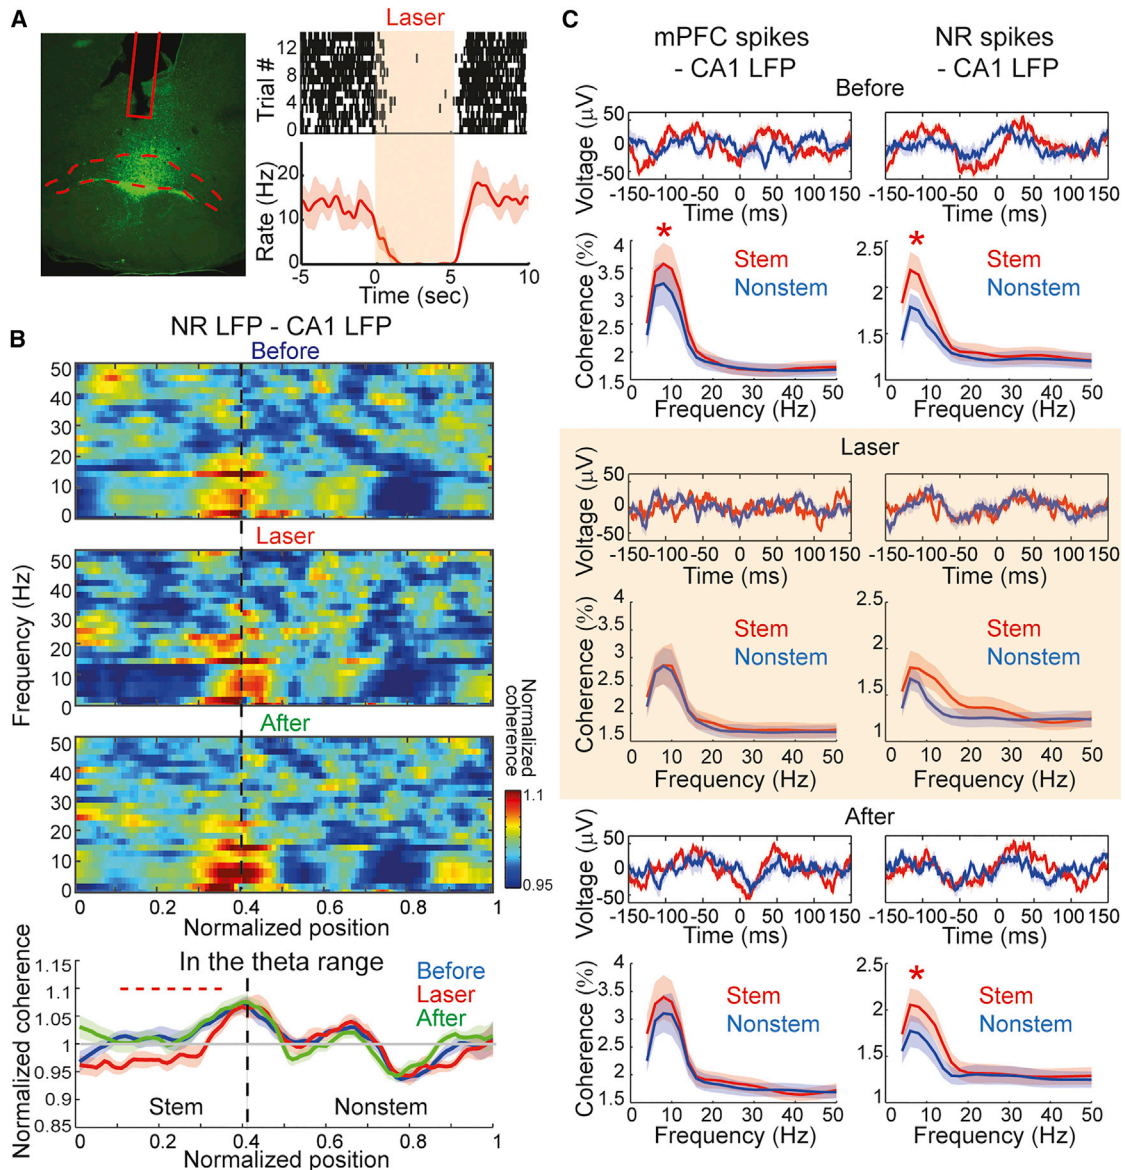 A
Laser
Trial #
12
8
4
0
Rate (Hz)
20
10
0
-5 0 5 10
Time (sec)
B
NR LFP - CA1 LFP
Before
50
40
30
20
10
0
Laser
50
40
30
20
10
0
After
50
40
30
20
10
0
Frequency (Hz)
Normalized
coherence
1.1
0.95
0 0.2 0.4 0.6 0.8 1
Normalized position
In the theta range
Before
Laser
After
Normalized coherence
1.15
1.1
1.05
1
0.95
0.9
0.85
Stem Nonstem
0 0.2 0.4 0.6 0.8 1
Normalized position
C
mPFC spikes
- CA1 LFP
NR spikes
- CA1 LFP
Before
Voltage (µV)
50
0
-50
-150 -100 -50 0 50 100 150
Time (ms)
-150 -100 -50 0 50 100 150
Time (ms)
Coherence (%)
4
3.5
3
2.5
2
1.5
*
Stem
Nonstem
0 10 20 30 40 50
Frequency (Hz)
2.5
2
1.5
1
*
Stem
Nonstem
0 10 20 30 40 50
Frequency (Hz)
Laser
Voltage (µV)
50
0
-50
-150 -100 -50 0 50 100 150
Time (ms)
-150 -100 -50 0 50 100 150
Time (ms)
Coherence (%)
4
3.5
3
2.5
2
1.5
Stem
Nonstem
0 10 20 30 40 50
Frequency (Hz)
2.5
2
1.5
1
Stem
Nonstem
0 10 20 30 40 50
Frequency (Hz)
After
Voltage (µV)
50
0
-50
-150 -100 -50 0 50 100 150
Time (ms)
-150 -100 -50 0 50 100 150
Time (ms)
Coherence (%)
4
3.5
3
2.5
2
1.5
Stem
Nonstem
0 10 20 30 40 50
Frequency (Hz)
2.5
2
1.5
1
*
Stem
Nonstem
0 10 20 30 40 50
Frequency (Hz)